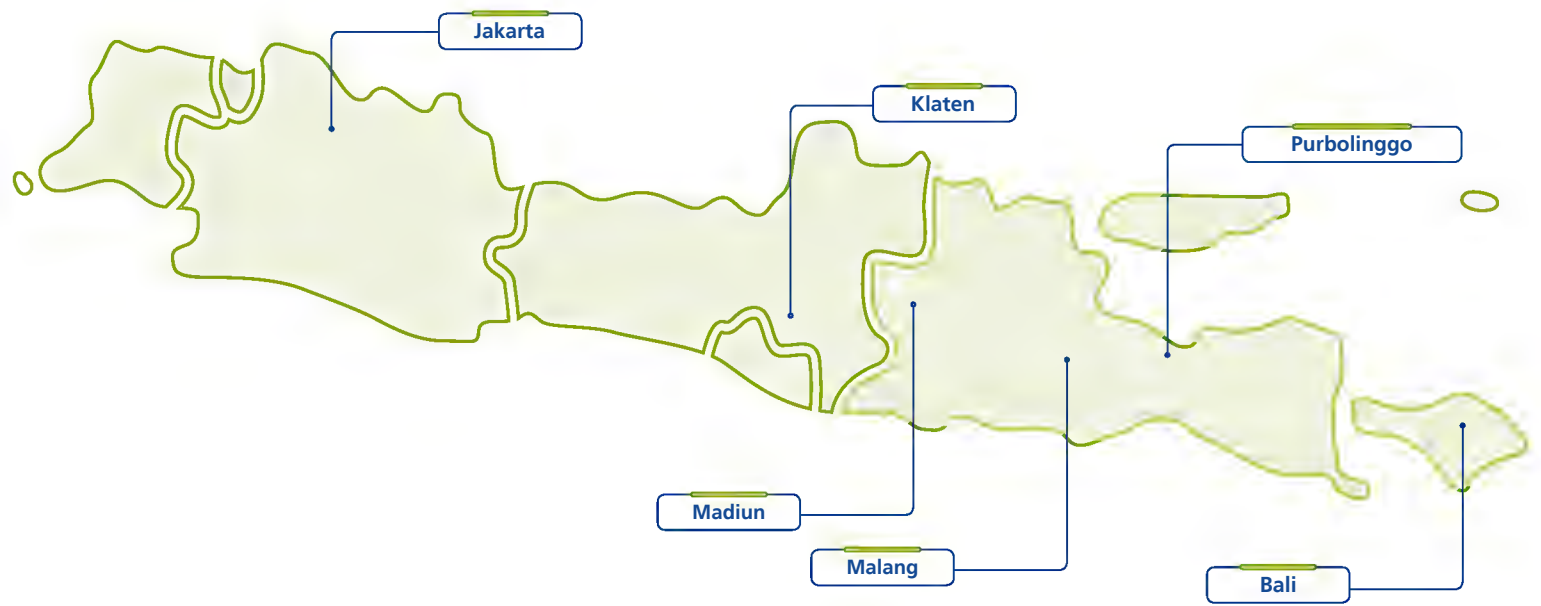 Jakarta
Klaten
Purbolinggo
Madiun
Malang
Bali